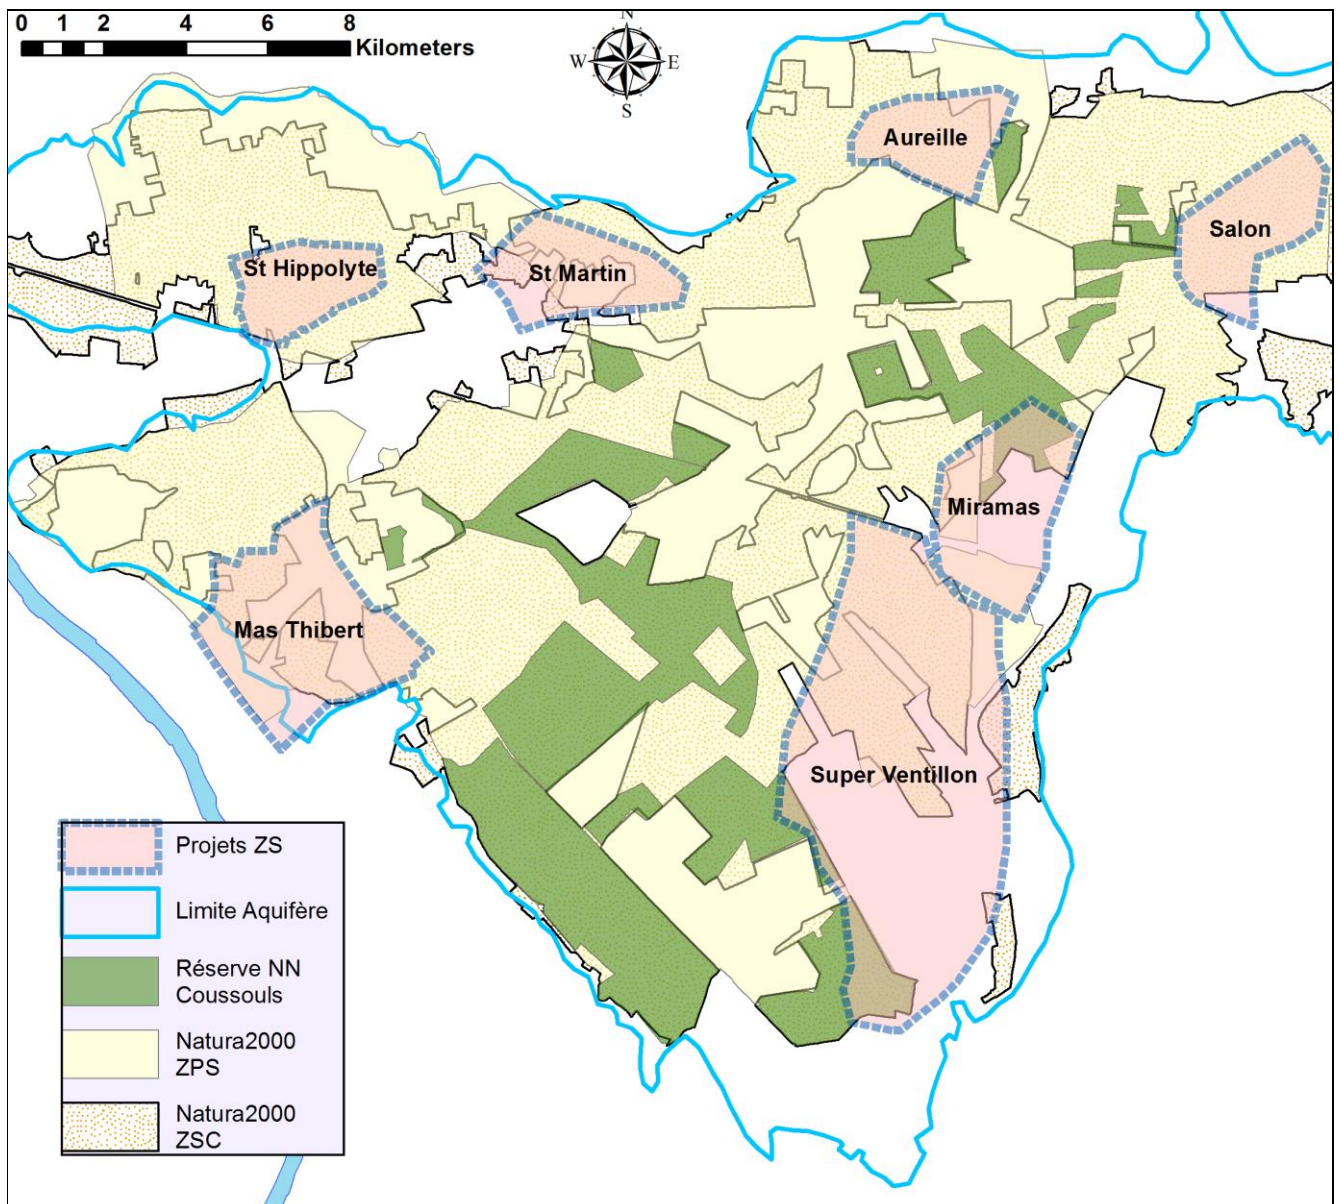 0 1 2 4 6 8
Kilometers
N
W E
S
Aureille
Salon
St Hippolyte
St Martin
Miramas
Mas Thibert
Super Ventillon
Projets ZS
Limite Aquifère
Réserve NN
Coussouls
Natura2000
ZPS
Natura2000
ZSC